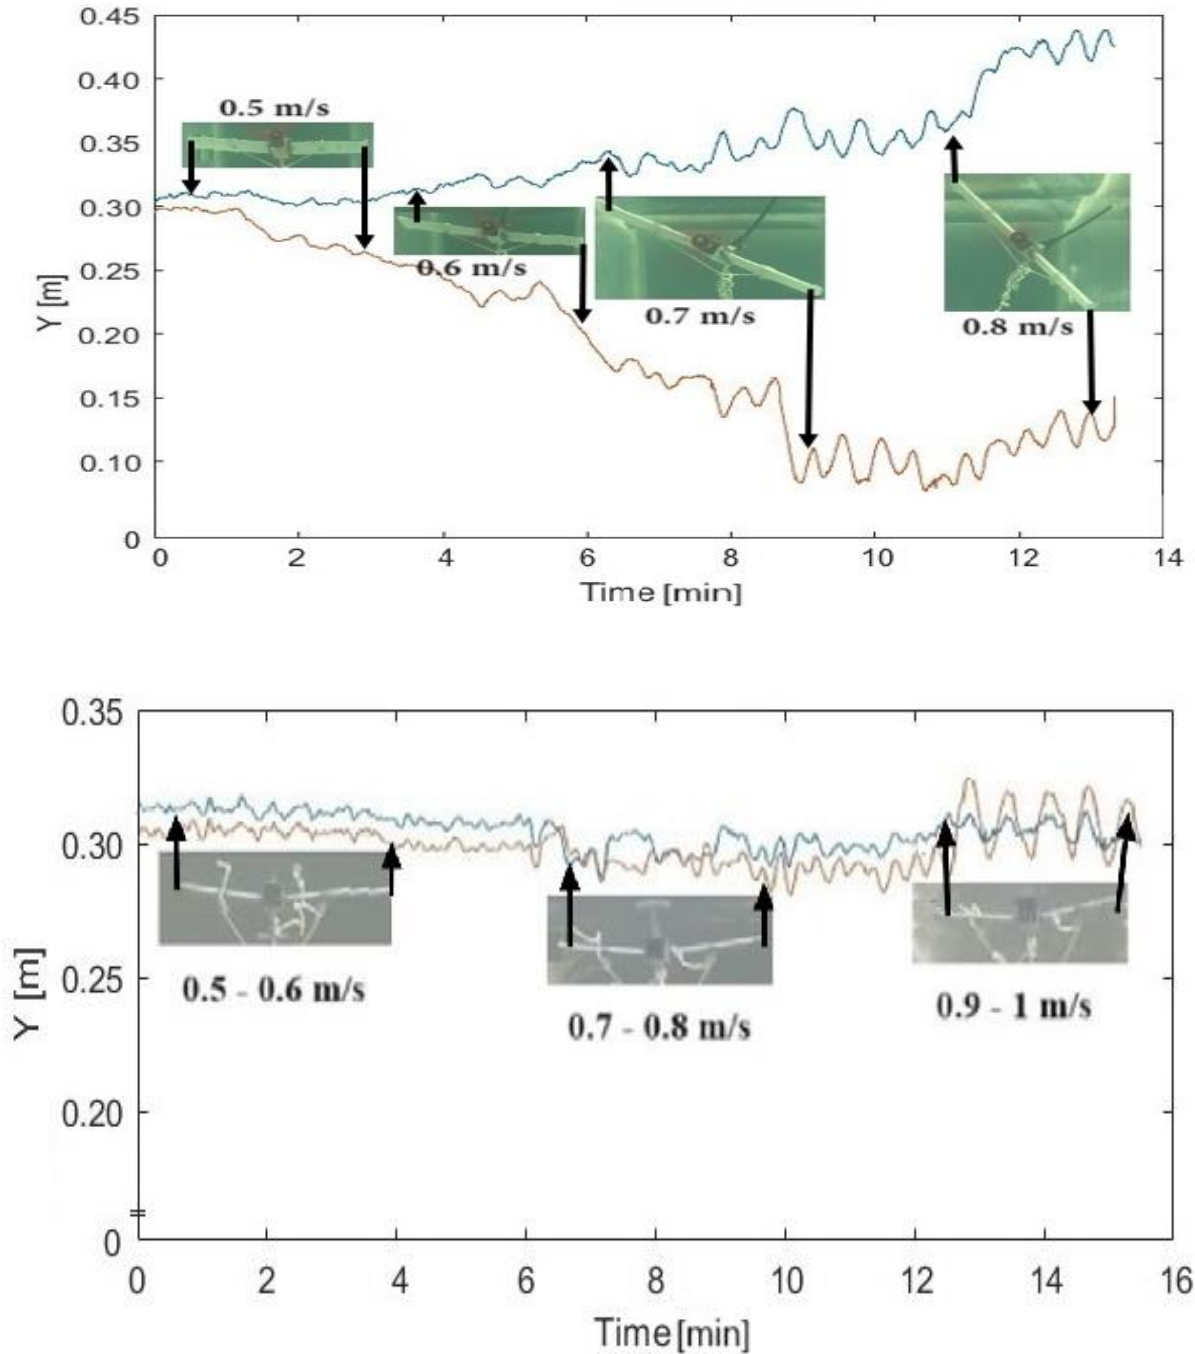 0.45
0.40
0.5 m/s
0.35
0.30
0.25
0.6 m/s
Y [m]
0.7 m/s
0.8 m/s
0.20
0.15
0.10
0
0 2 4 6 8 10 12 14
Time [min]
0.35
0.30
0.25
Y [m]
0.5 - 0.6 m/s
0.7 - 0.8 m/s
0.9 - 1 m/s
0.20
0
0 2 4 6 8 10 12 14 16
Time [min]